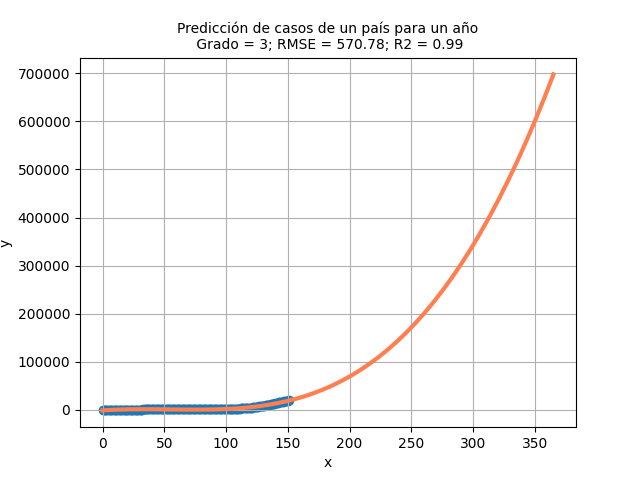 Predicción de casos de un país para un año
Grado = 3; RMSE = 570.78; R2 = 0.99
700000
600000
500000
400000
300000
200000
100000
0
y
0 50 100 150 200 250 300 350
x